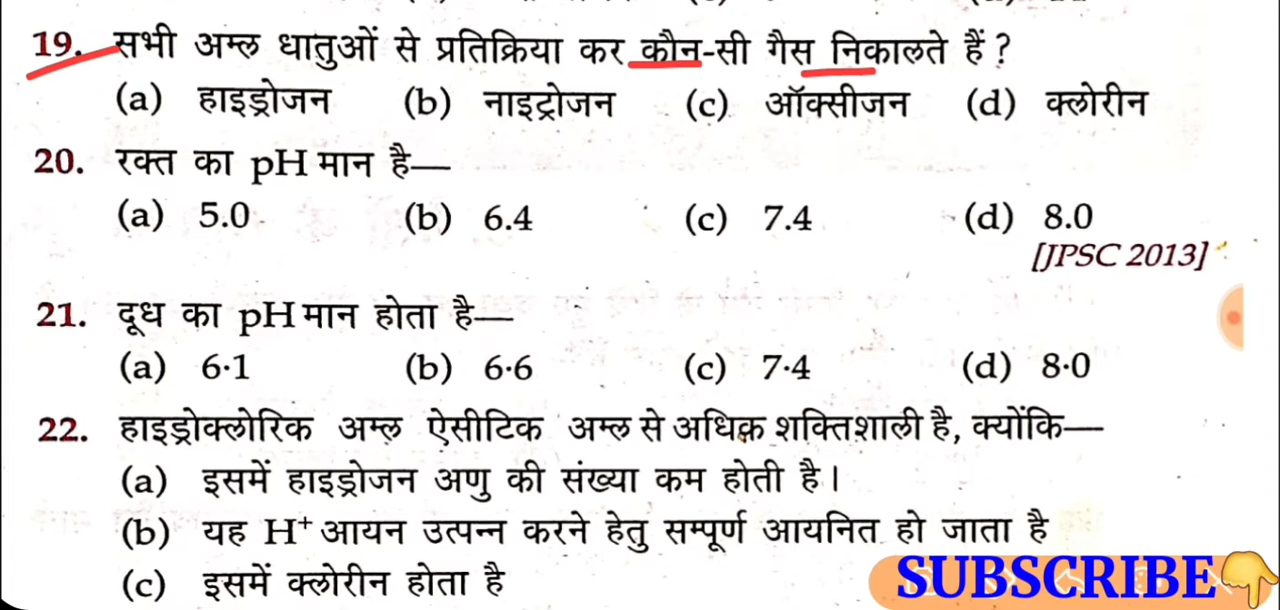 19. सभी अम्ल धातुओं से प्रतिक्रिया कर कौन-सी गैस निकालते हैं ?
(a) हाइड्रोजन (b) नाइट्रोजन (c) ऑक्सीजन (d) क्लोरीन
20. रक्त का pH मान है—
(a) 5.0 (b) 6.4 (c) 7.4 (d) 8.0
[JPSC 2013]
21. दूध का pH मान होता है—
(a) 6·1 (b) 6·6 (c) 7·4 (d) 8·0
22. हाइड्रोक्लोरिक अम्ल ऐसीटिक अम्ल से अधिक शक्तिशाली है, क्योंकि—
(a) इसमें हाइड्रोजन अणु की संख्या कम होती है।
(b) यह H⁺ आयन उत्पन्न करने हेतु सम्पूर्ण आयनित हो जाता है
(c) इसमें क्लोरीन होता है
SUBSCRIBE